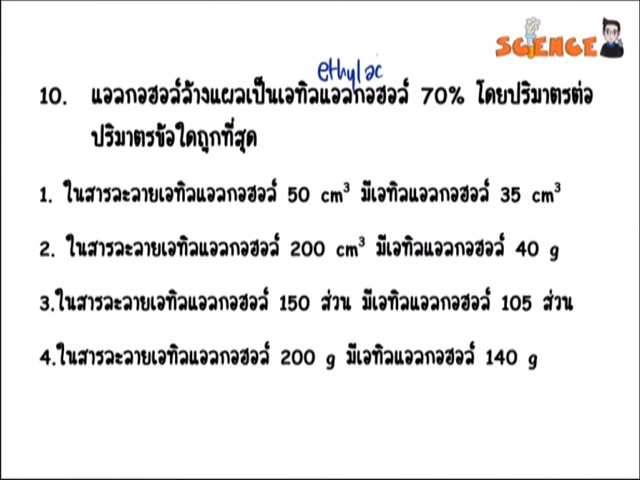 SCIENCE
ethylac
10. แอลกอฮอล์ล้างแผลเป็นเอทิลแอลกอฮอล์ 70% โดยปริมาตรต่อ
ปริมาตรข้อใดถูกที่สุด
1. ในสารละลายเอทิลแอลกอฮอล์ 50 cm³ มีเอทิลแอลกอฮอล์ 35 cm³
2. ในสารละลายเอทิลแอลกอฮอล์ 200 cm³ มีเอทิลแอลกอฮอล์ 40 g
3.ในสารละลายเอทิลแอลกอฮอล์ 150 ส่วน มีเอทิลแอลกอฮอล์ 105 ส่วน
4.ในสารละลายเอทิลแอลกอฮอล์ 200 g มีเอทิลแอลกอฮอล์ 140 g